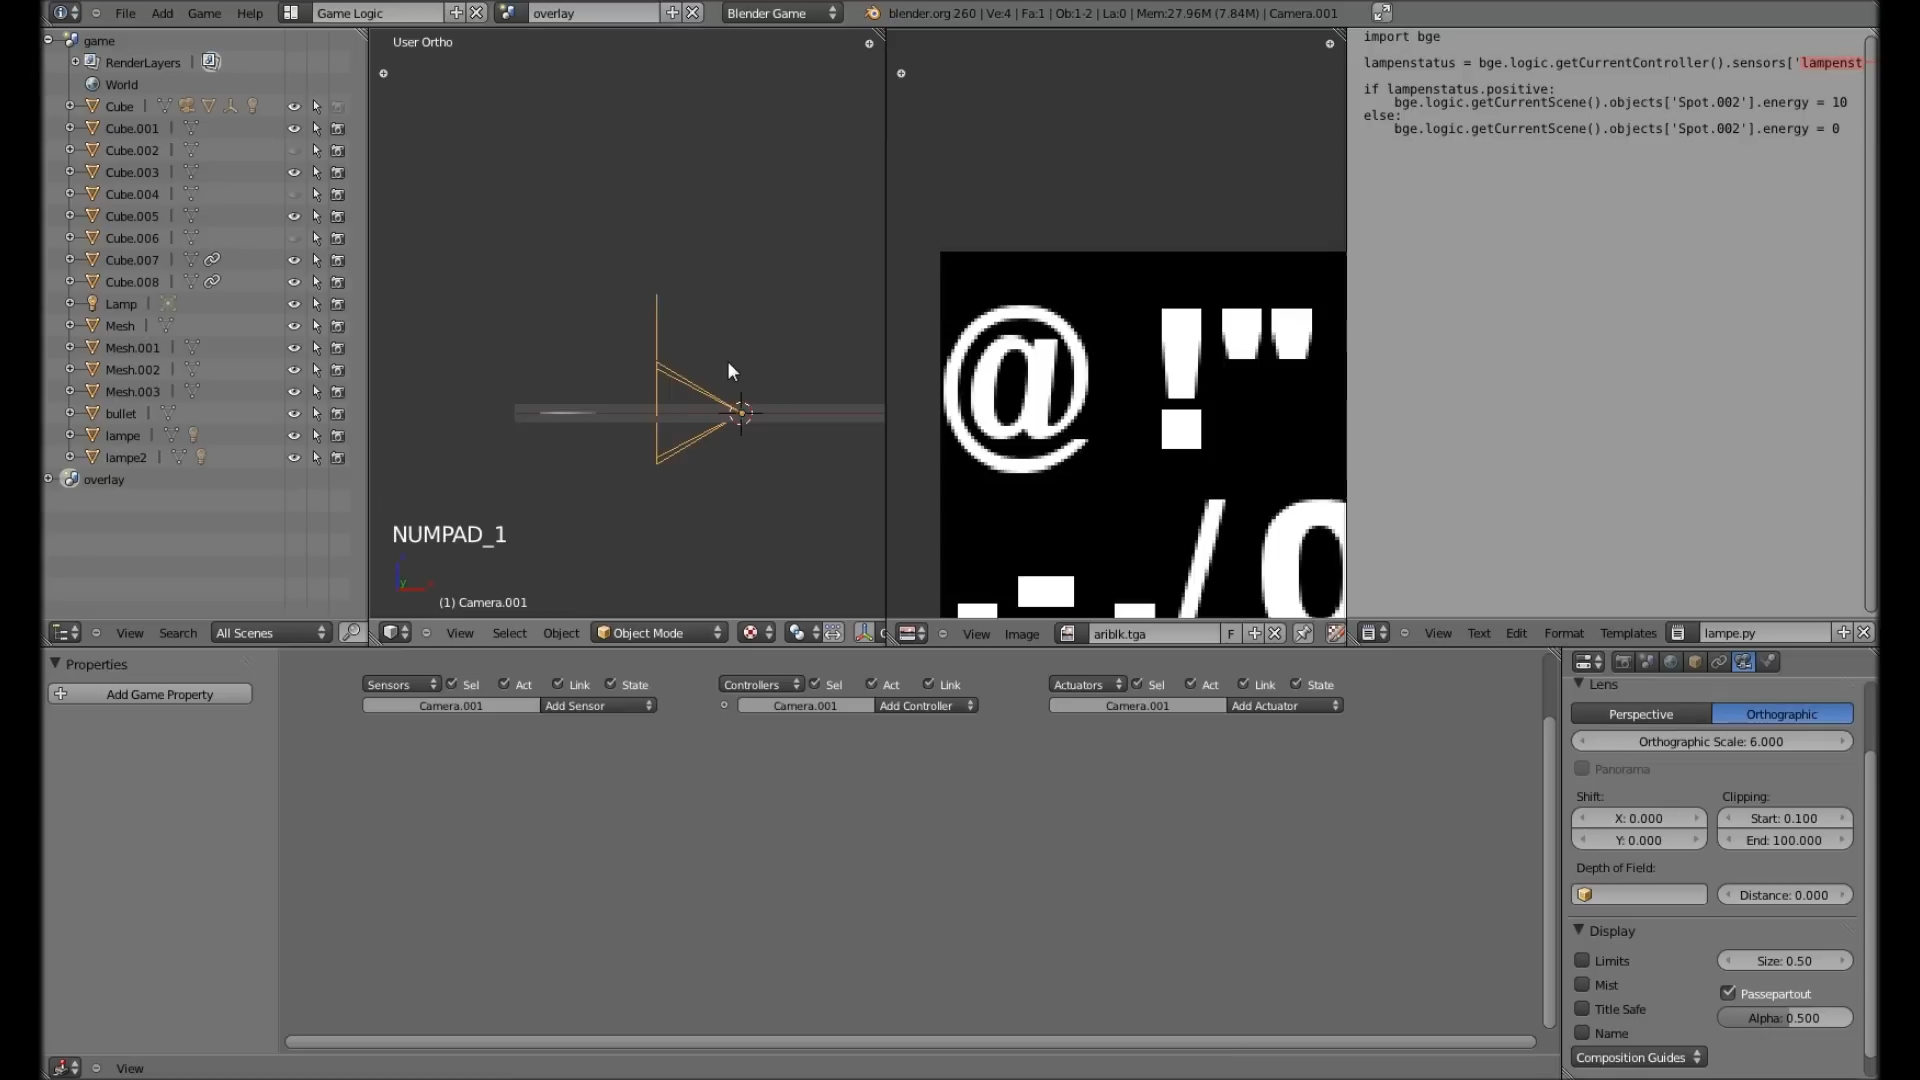 File Add Game Help Game Logic overlay Blender Game blender.org 260 | Ve:4 | Fa:1 | Ob:1-2 | La:0 | Mem:27.96M (7.84M) | Camera.001
game
RenderLayers
World
Cube
Cube.001
Cube.002
Cube.003
Cube.004
Cube.005
Cube.006
Cube.007
Cube.008
Lamp
Mesh
Mesh.001
Mesh.002
Mesh.003
bullet
lampe
lampe2
overlay
View Search All Scenes
User Ortho
NUMPAD_1
y
(1) Camera.001
View Select Object Object Mode
@ !"
View Image ariblk.tga F
import bge
lampenstatus = bge.logic.getCurrentController().sensors['lampenst
if lampenstatus.positive:
bge.logic.getCurrentScene().objects['Spot.002'].energy = 10
else:
bge.logic.getCurrentScene().objects['Spot.002'].energy = 0
View Text Edit Format Templates lampe.py
Properties
Add Game Property
Sensors Sel Act Link State
Camera.001 Add Sensor
Controllers Sel Act Link
Camera.001 Add Controller
Actuators Sel Act Link State
Camera.001 Add Actuator
View
Lens
Perspective Orthographic
Orthographic Scale: 6.000
Panorama
Shift: Clipping:
X: 0.000 Start: 0.100
Y: 0.000 End: 100.000
Depth of Field:
Distance: 0.000
Display
Limits Size: 0.50
Mist Passepartout
Title Safe Alpha: 0.500
Name
Composition Guides